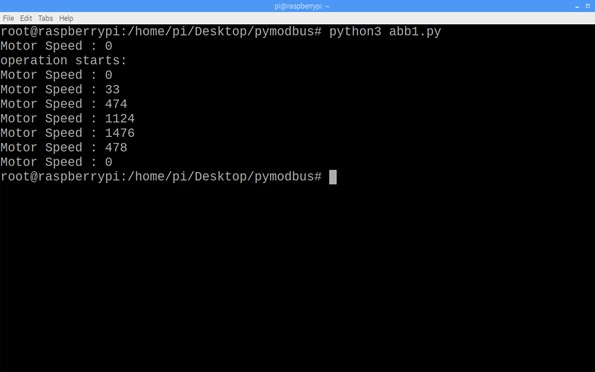 pi@raspberrypi: ~
File Edit Tabs Help
root@raspberrypi:/home/pi/Desktop/pymodbus# python3 abb1.py
Motor Speed : 0
operation starts:
Motor Speed : 0
Motor Speed : 33
Motor Speed : 474
Motor Speed : 1124
Motor Speed : 1476
Motor Speed : 478
Motor Speed : 0
root@raspberrypi:/home/pi/Desktop/pymodbus#